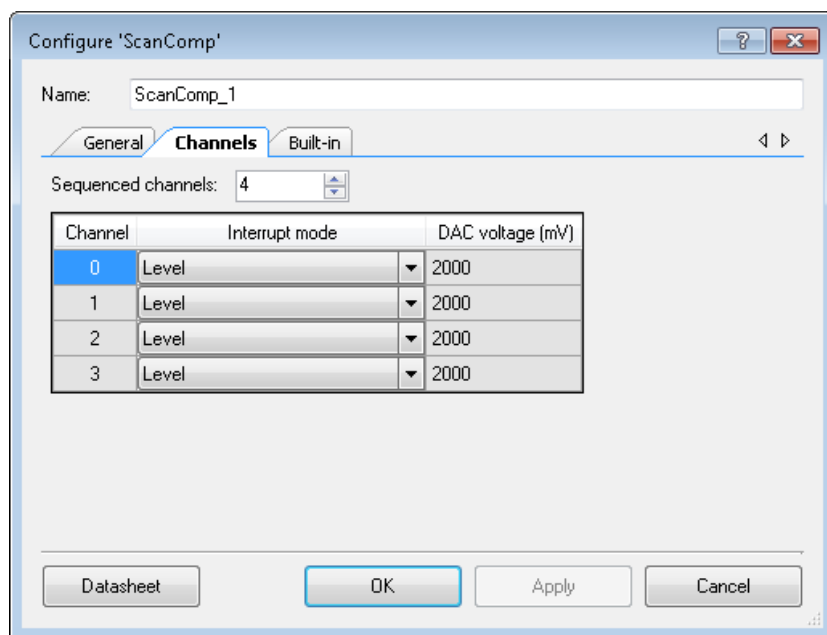 Configure 'ScanComp'
Name: ScanComp_1
General Channels Built-in
Sequenced channels: 4
Channel Interrupt mode DAC voltage (mV)
0 Level 2000
1 Level 2000
2 Level 2000
3 Level 2000
Datasheet OK Apply Cancel